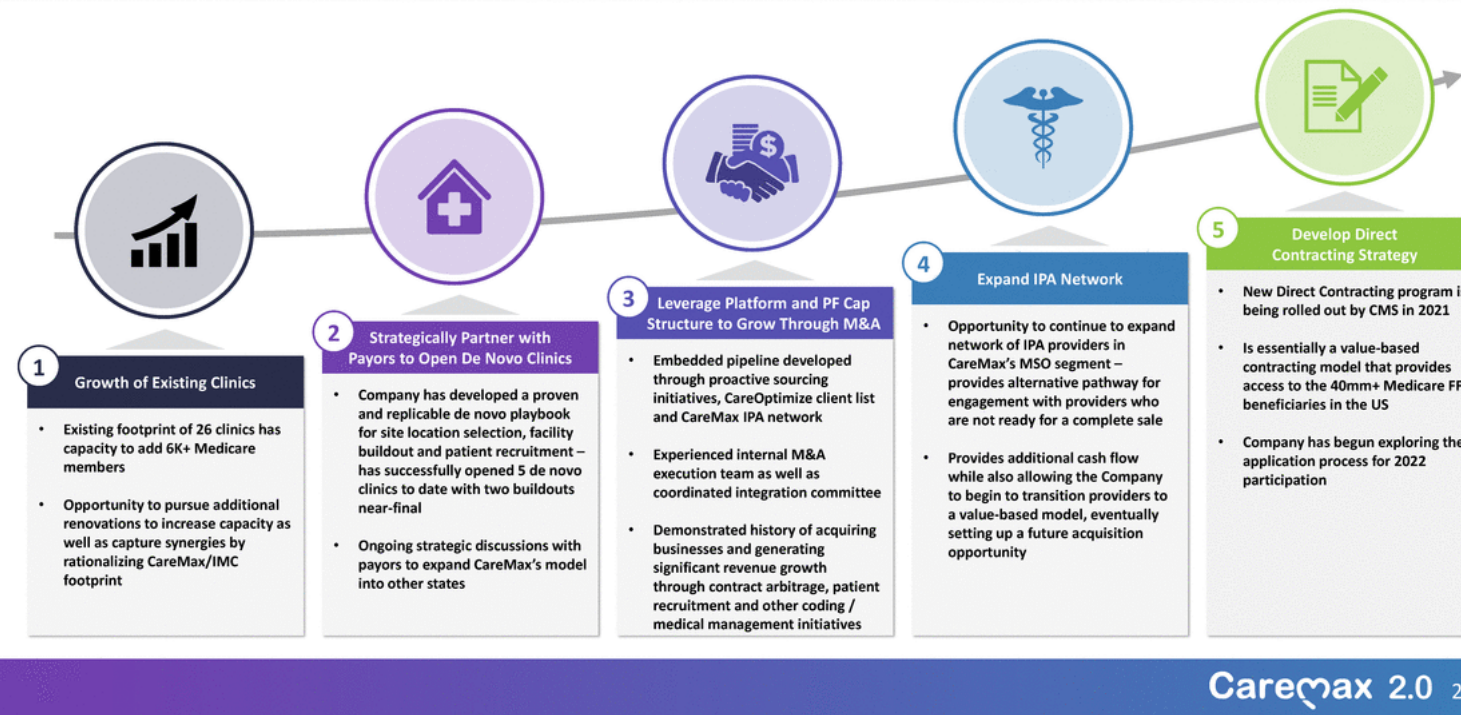 1
Growth of Existing Clinics
• Existing footprint of 26 clinics has
capacity to add 6K+ Medicare
members
• Opportunity to pursue additional
renovations to increase capacity as
well as capture synergies by
rationalizing CareMax/IMC
footprint
2
Strategically Partner with
Payors to Open De Novo Clinics
• Company has developed a proven
and replicable de novo playbook
for site location selection, facility
buildout and patient recruitment –
has successfully opened 5 de novo
clinics to date with two buildouts
near-final
• Ongoing strategic discussions with
payors to expand CareMax's model
into other states
$
3
Leverage Platform and PF Cap
Structure to Grow Through M&A
• Embedded pipeline developed
through proactive sourcing
initiatives, CareOptimize client list
and CareMax IPA network
• Experienced internal M&A
execution team as well as
coordinated integration committee
• Demonstrated history of acquiring
businesses and generating
significant revenue growth
through contract arbitrage, patient
recruitment and other coding /
medical management initiatives
4
Expand IPA Network
• Opportunity to continue to expand
network of IPA providers in
CareMax's MSO segment –
provides alternative pathway for
engagement with providers who
are not ready for a complete sale
• Provides additional cash flow
while also allowing the Company
to begin to transition providers to
a value-based model, eventually
setting up a future acquisition
opportunity
5
Develop Direct
Contracting Strategy
• New Direct Contracting program
being rolled out by CMS in 2021
• Is essentially a value-based
contracting model that provides
access to the 40mm+ Medicare
beneficiaries in the US
• Company has begun exploring the
application process for 2022
participation
Caremax 2.0 2